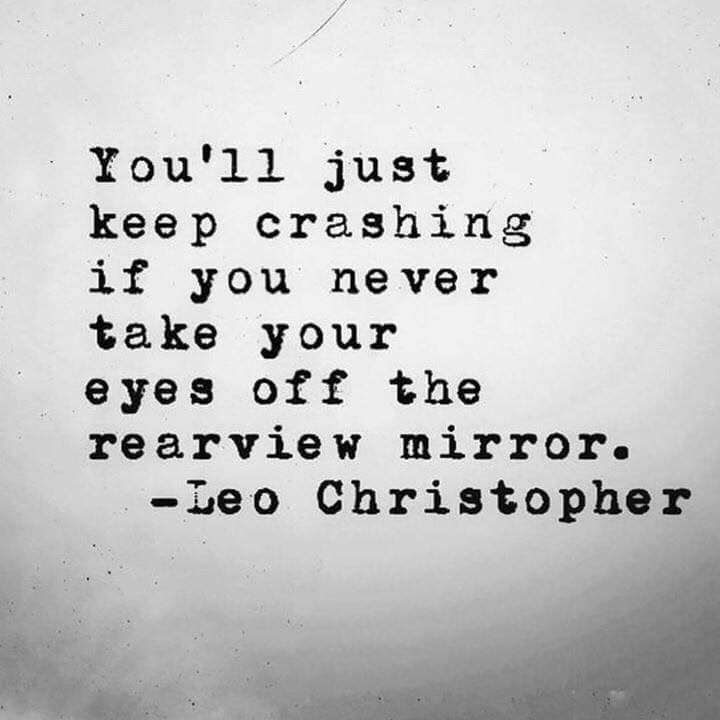 You'll just
keep crashing
if you never
take your
eyes off the
rearview mirror.
-Leo Christopher